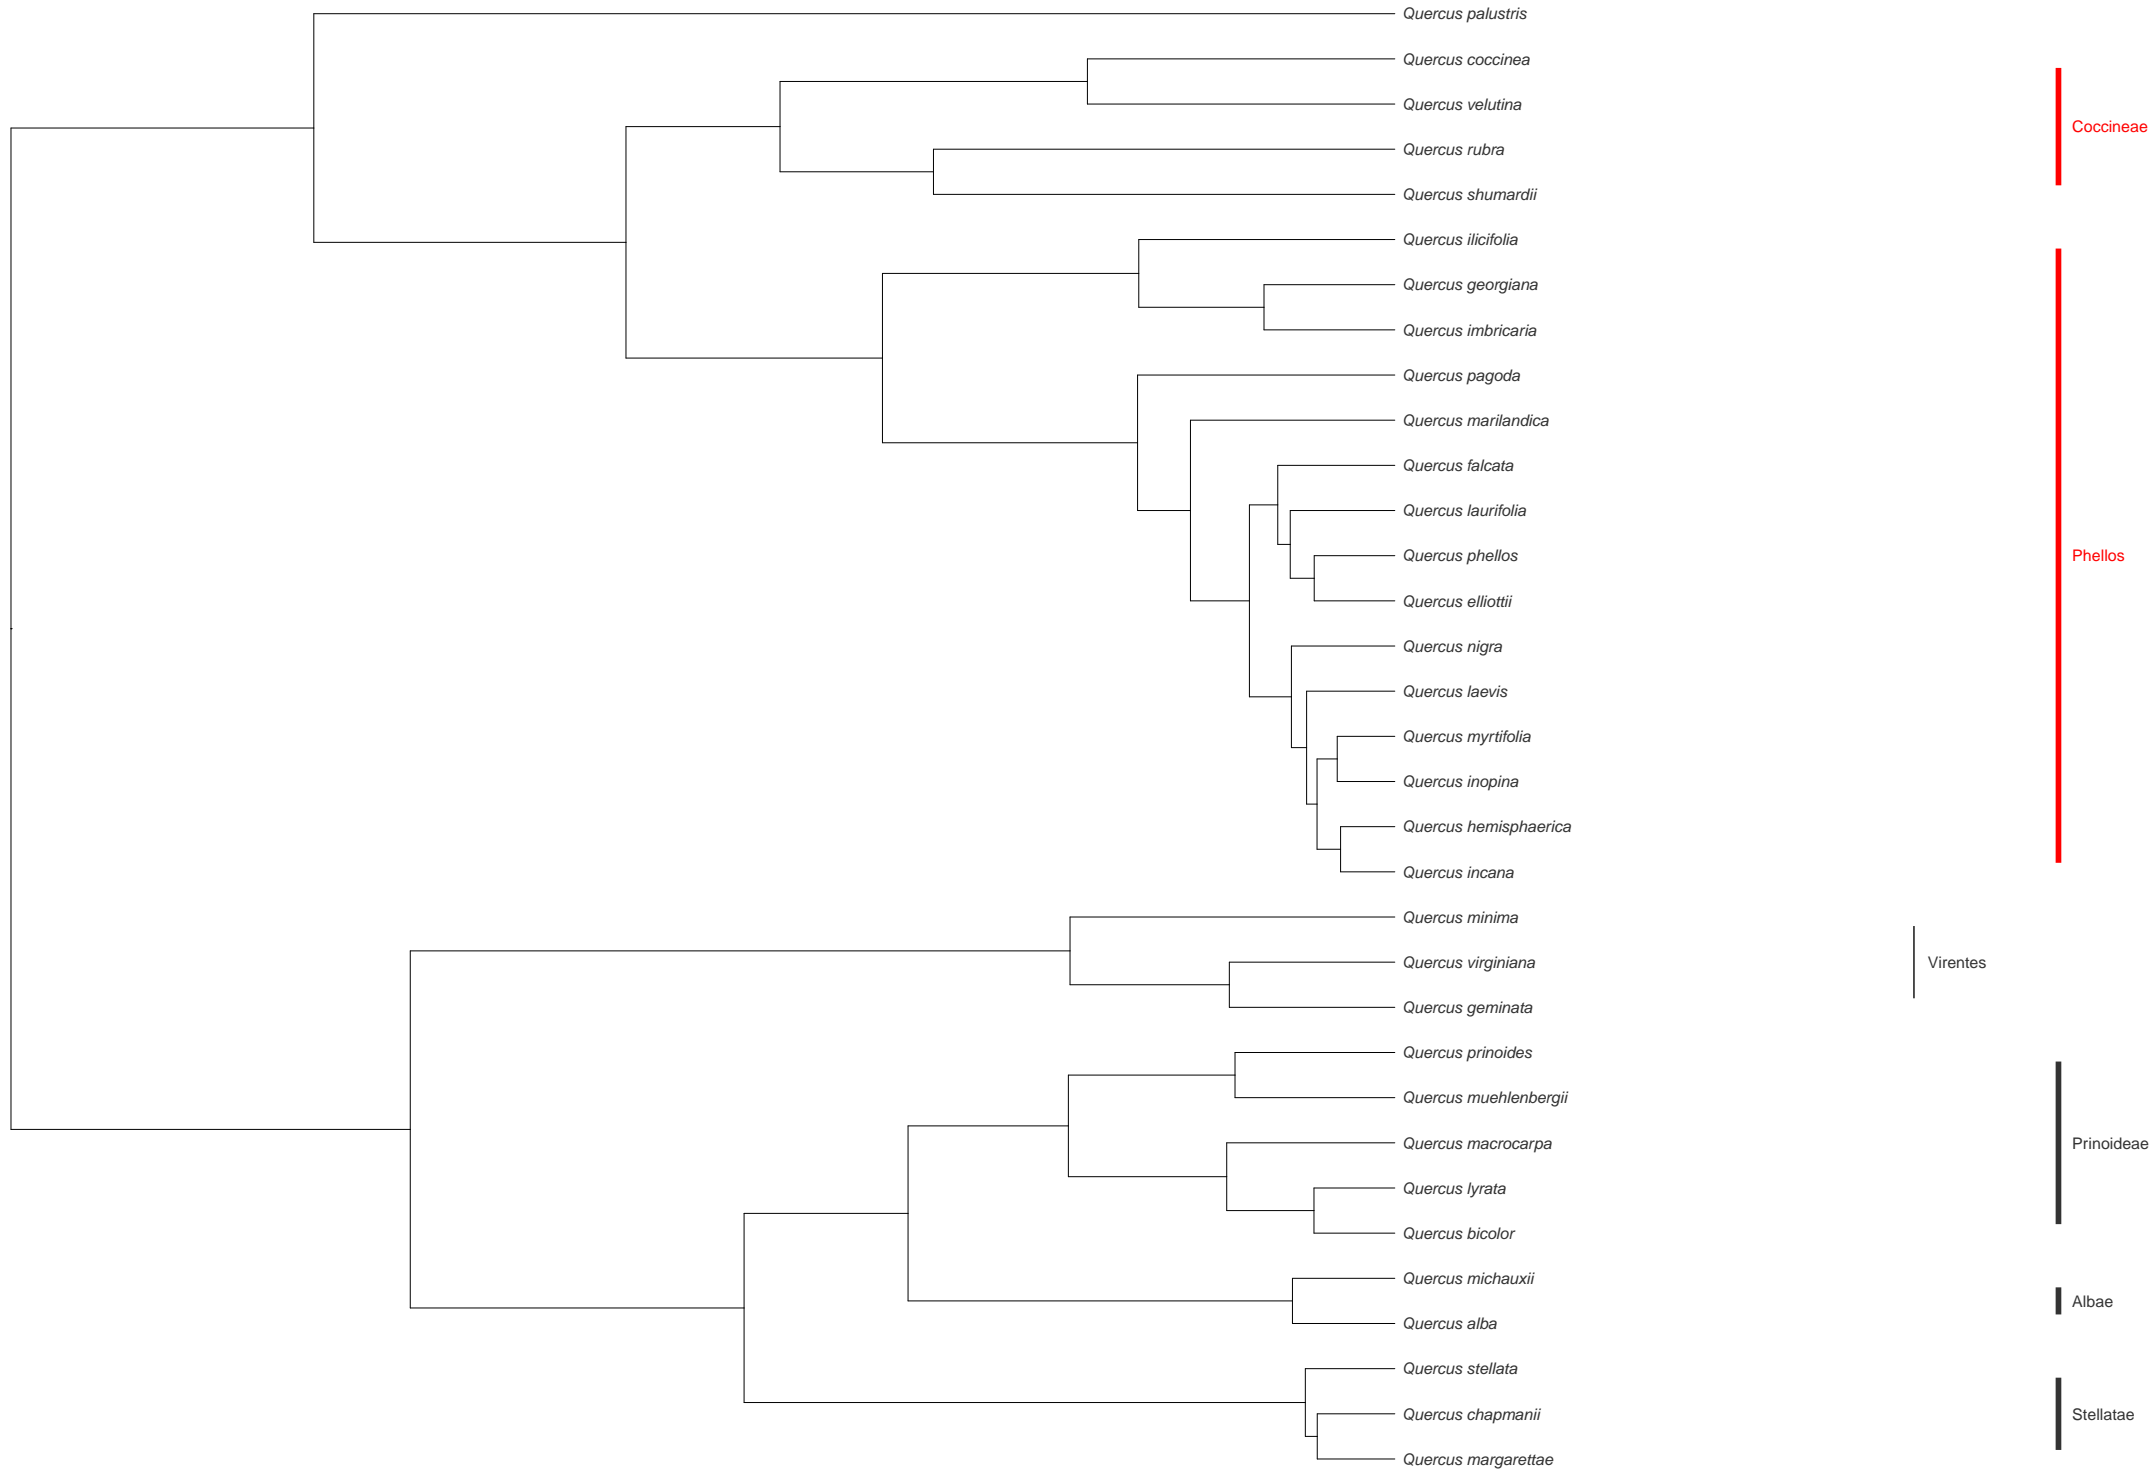 Quercus palustris
Quercus coccinea
Quercus velutina
Coccineae
Quercus rubra
Quercus shumardii
Quercus ilicifolia
Quercus georgiana
Quercus imbricaria
Quercus pagoda
Quercus marilandica
Quercus falcata
Quercus laurifolia
Quercus phellos
Phellos
Quercus elliottii
Quercus nigra
Quercus laevis
Quercus myrtifolia
Quercus inopina
Quercus hemisphaerica
Quercus incana
Quercus minima
Quercus virginiana
Virentes
Quercus geminata
Quercus prinoides
Quercus muehlenbergii
Quercus macrocarpa
Prinoideae
Quercus lyrata
Quercus bicolor
Quercus michauxii
Albae
Quercus alba
Quercus stellata
Quercus chapmanii
Stellatae
Quercus margarettae